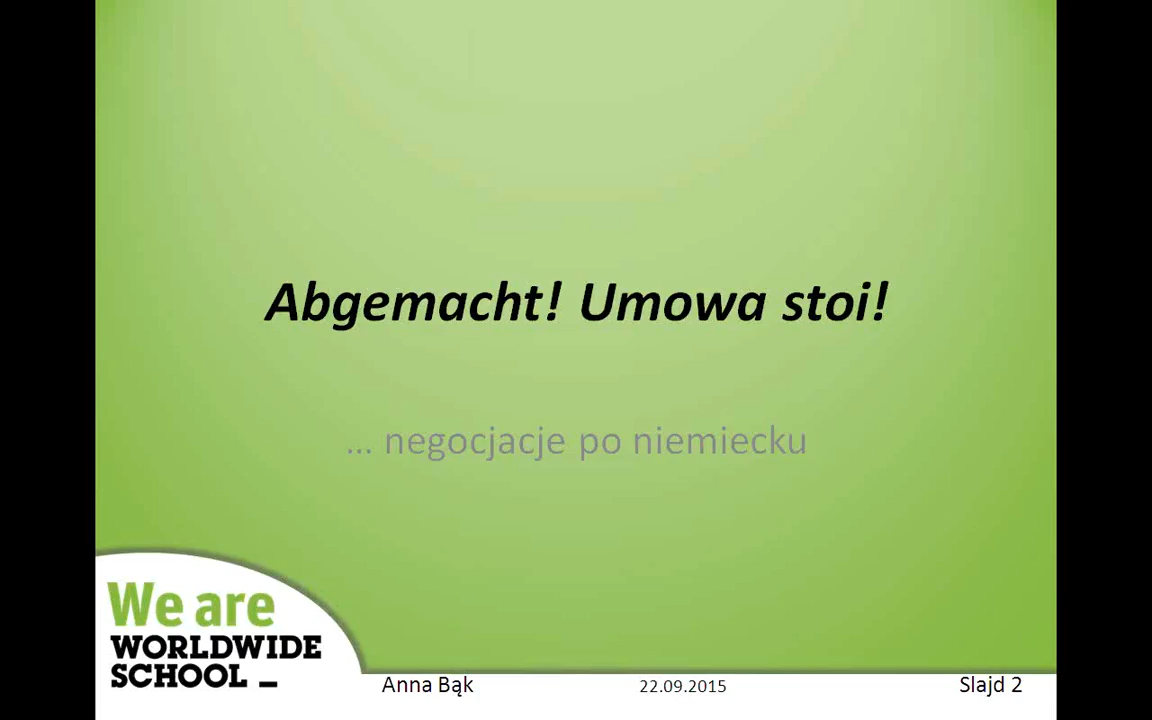 Abgemacht! Umowa stoi!
... negocjacje po niemiecku
We are
WORLDWIDE
SCHOOL _
Anna Bąk 22.09.2015 Slajd 2